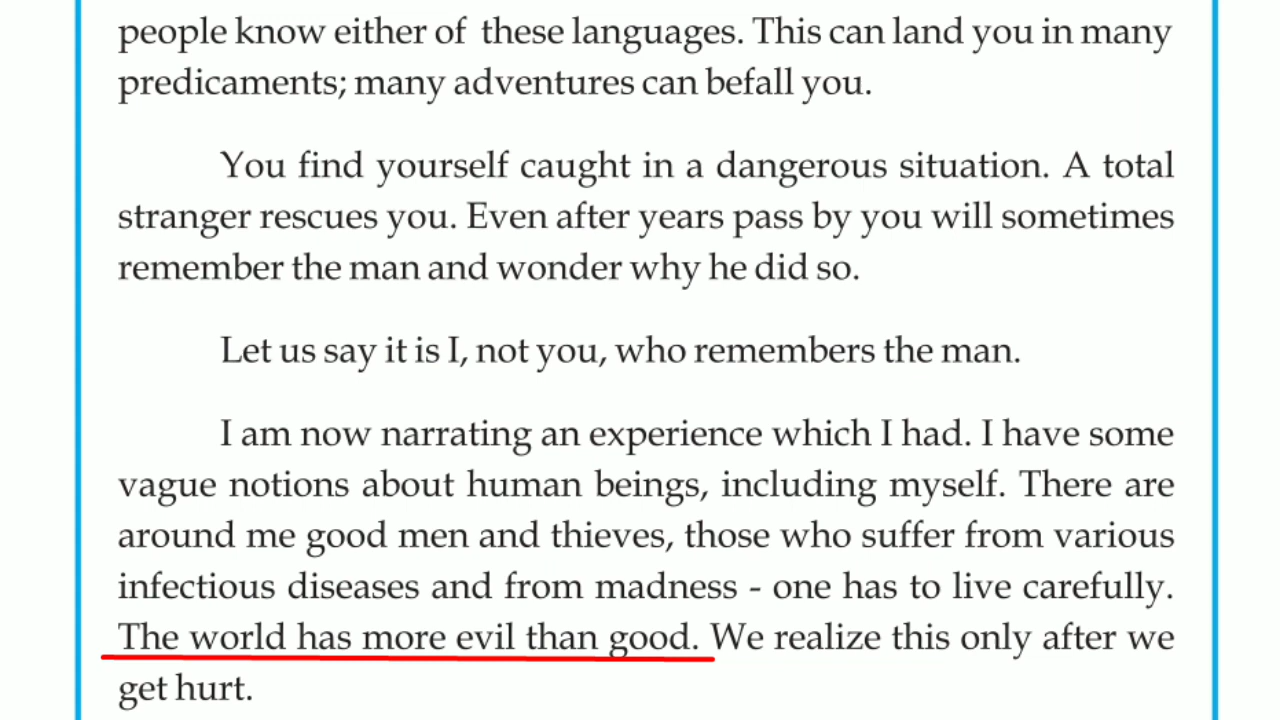 people know either of these languages. This can land you in many
predicaments; many adventures can befall you.
You find yourself caught in a dangerous situation. A total
stranger rescues you. Even after years pass by you will sometimes
remember the man and wonder why he did so.
Let us say it is I, not you, who remembers the man.
I am now narrating an experience which I had. I have some
vague notions about human beings, including myself. There are
around me good men and thieves, those who suffer from various
infectious diseases and from madness - one has to live carefully.
The world has more evil than good. We realize this only after we
get hurt.